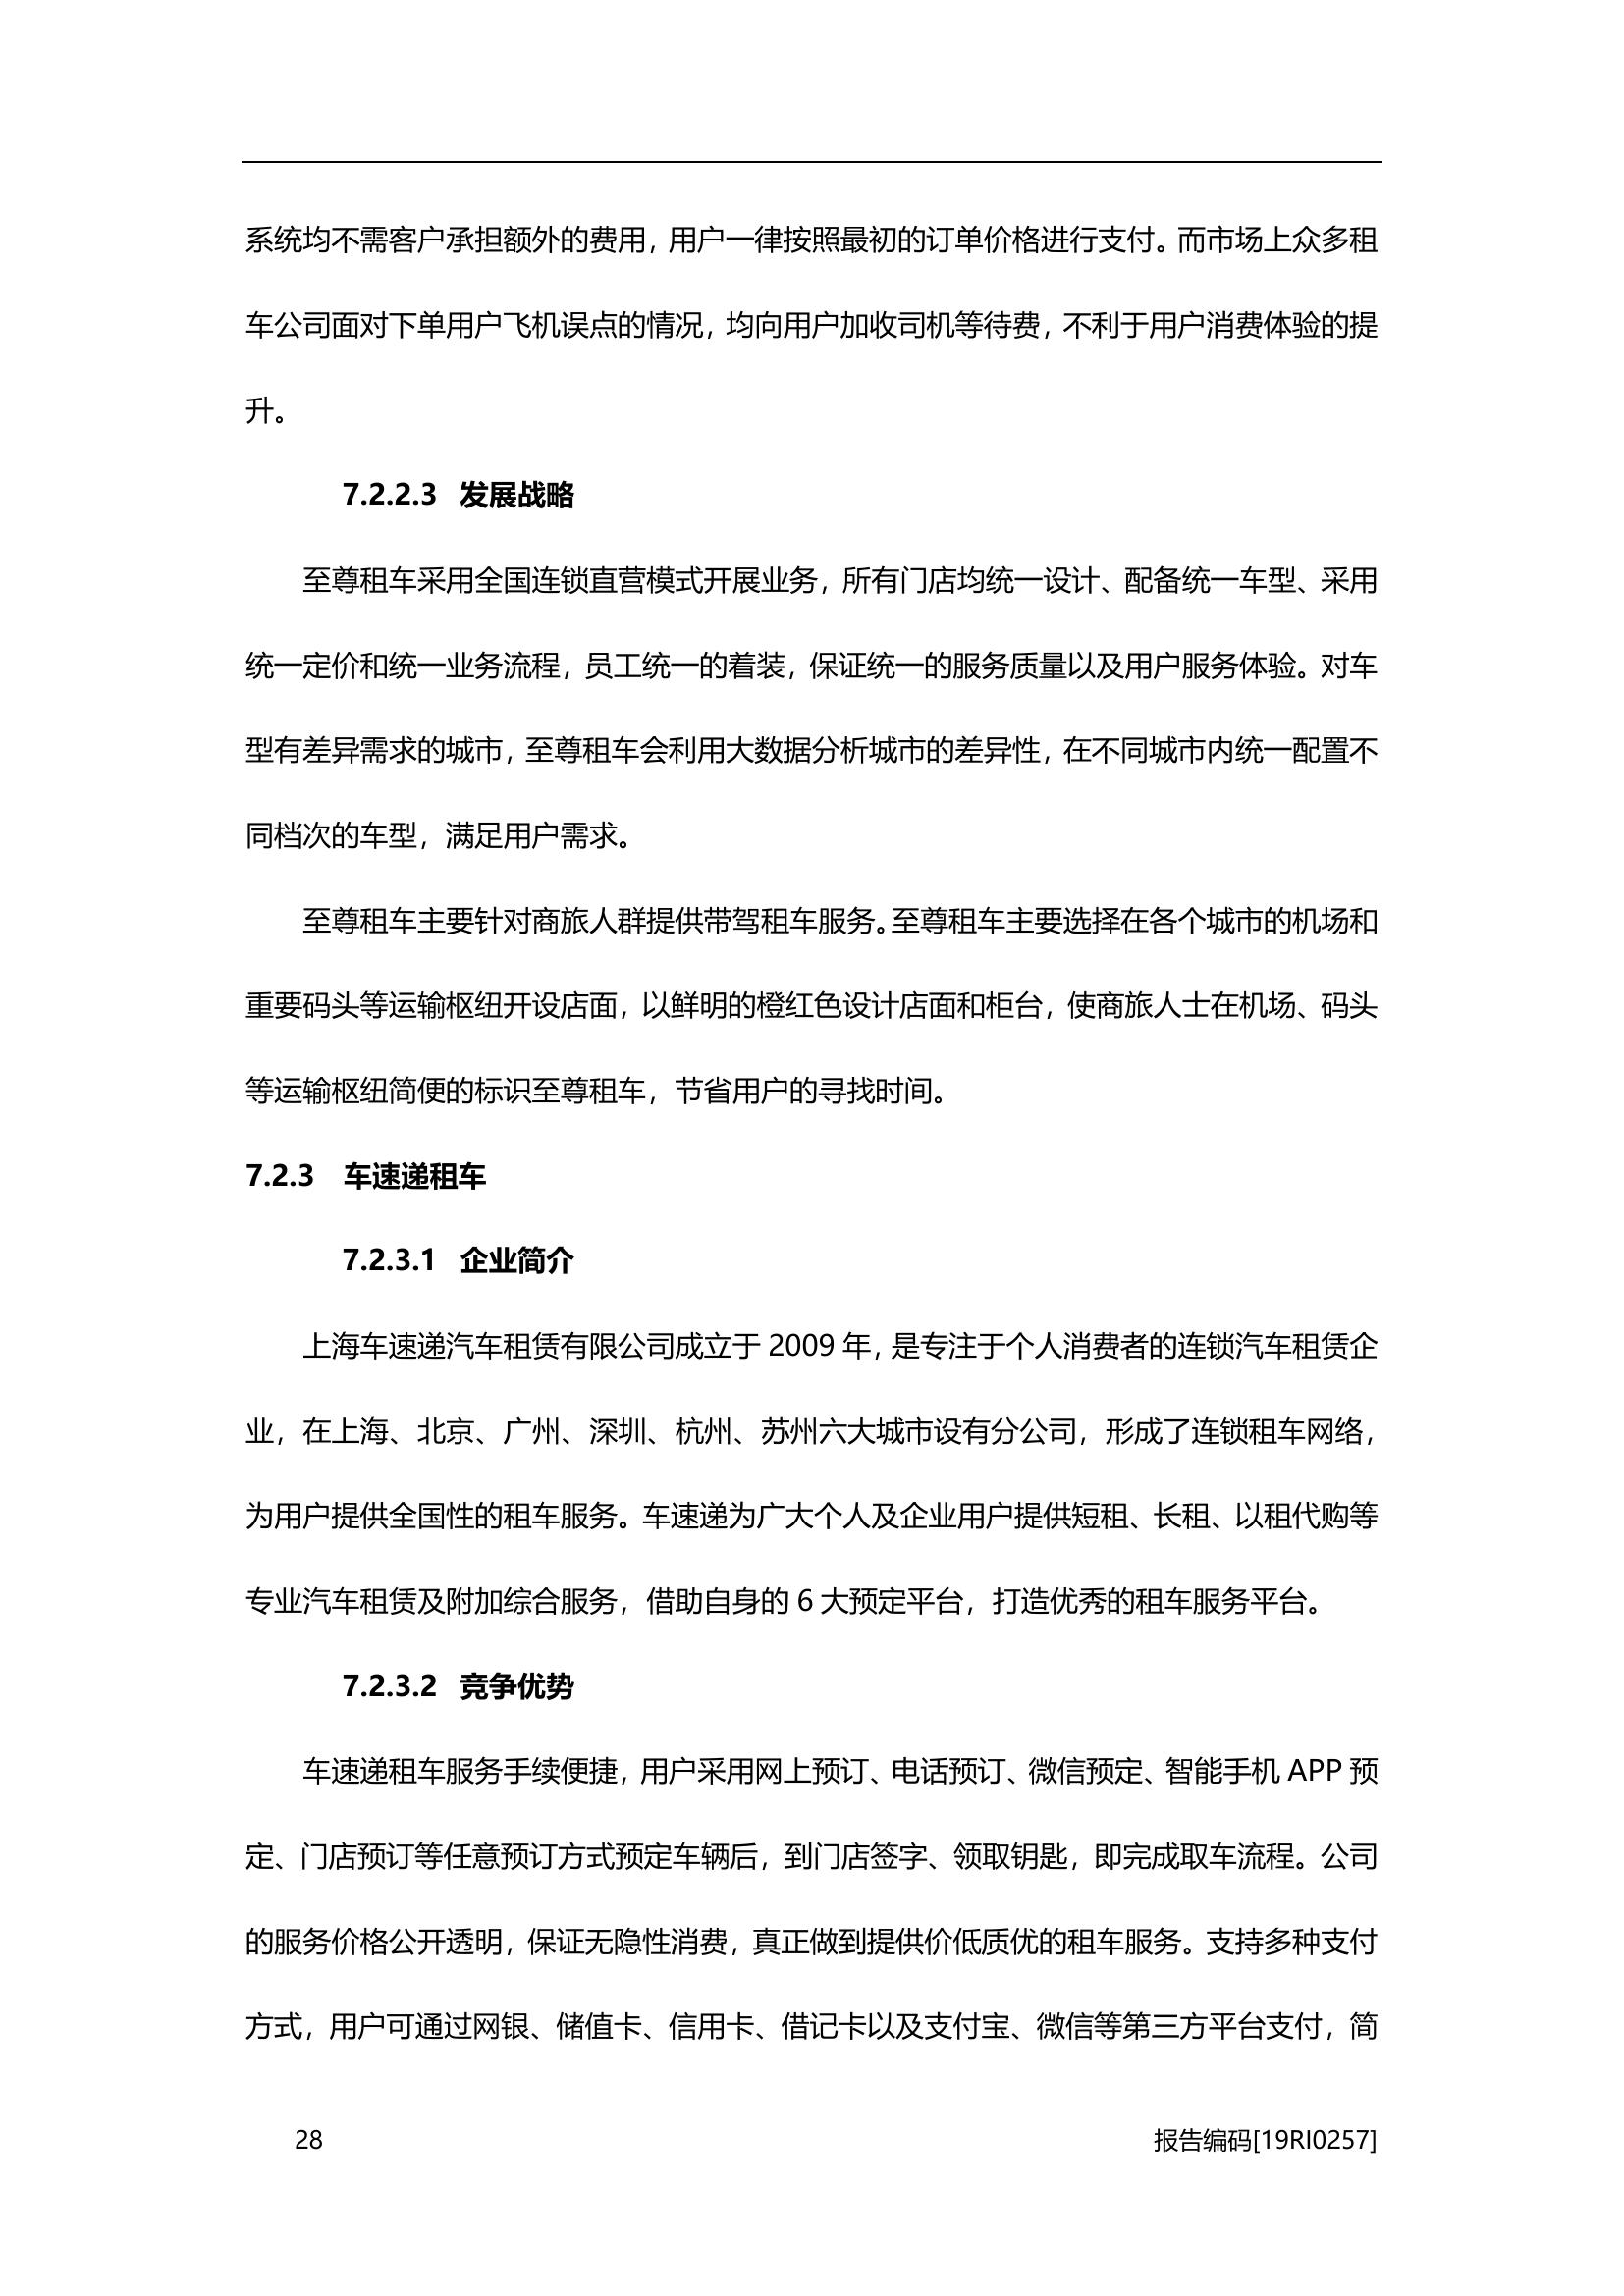 系统均不需客户承担额外的费用，用户一律按照最初的订单价格进行支付。而市场上众多租
车公司面对下单用户飞机误点的情况，均向用户加收司机等待费，不利于用户消费体验的提
升。
7.2.2.3 发展战略
至尊租车采用全国连锁直营模式开展业务，所有门店均统一设计、配备统一车型、采用
统一定价和统一业务流程，员工统一的着装，保证统一的服务质量以及用户服务体验。对车
型有差异需求的城市，至尊租车会利用大数据分析城市的差异性，在不同城市内统一配置不
同档次的车型，满足用户需求。
至尊租车主要针对商旅人群提供带驾租车服务。至尊租车主要选择在各个城市的机场和
重要码头等运输枢纽开设店面，以鲜明的橙红色设计店面和柜台，使商旅人士在机场、码头
等运输枢纽简便的标识至尊租车，节省用户的寻找时间。
7.2.3 车速递租车
7.2.3.1 企业简介
上海车速递汽车租赁有限公司成立于 2009 年，是专注于个人消费者的连锁汽车租赁企
业，在上海、北京、广州、深圳、杭州、苏州六大城市设有分公司，形成了连锁租车网络，
为用户提供全国性的租车服务。车速递为广大个人及企业用户提供短租、长租、以租代购等
专业汽车租赁及附加综合服务，借助自身的 6 大预定平台，打造优秀的租车服务平台。
7.2.3.2 竞争优势
车速递租车服务手续便捷，用户采用网上预订、电话预订、微信预定、智能手机 APP 预
定、门店预订等任意预订方式预定车辆后，到门店签字、领取钥匙，即完成取车流程。公司
的服务价格公开透明，保证无隐性消费，真正做到提供价低质优的租车服务。支持多种支付
方式，用户可通过网银、储值卡、信用卡、借记卡以及支付宝、微信等第三方平台支付，简
28 报告编码[19RI0257]